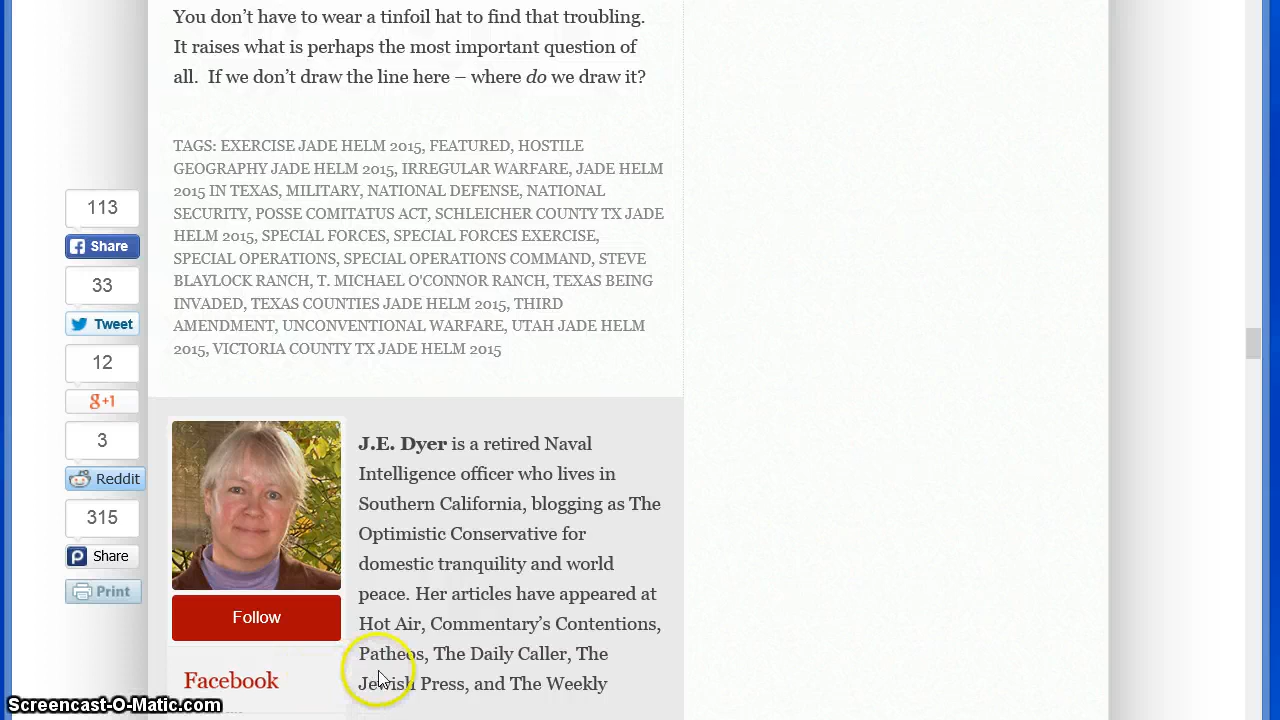 You don’t have to wear a tinfoil hat to find that troubling.
It raises what is perhaps the most important question of
all.  If we don’t draw the line here – where do we draw it?
TAGS: EXERCISE JADE HELM 2015, FEATURED, HOSTILE
GEOGRAPHY JADE HELM 2015, IRREGULAR WARFARE, JADE HELM
2015 IN TEXAS, MILITARY, NATIONAL DEFENSE, NATIONAL
SECURITY, POSSE COMITATUS ACT, SCHLEICHER COUNTY TX JADE
HELM 2015, SPECIAL FORCES, SPECIAL FORCES EXERCISE,
SPECIAL OPERATIONS, SPECIAL OPERATIONS COMMAND, STEVE
BLAYLOCK RANCH, T. MICHAEL O'CONNOR RANCH, TEXAS BEING
INVADED, TEXAS COUNTIES JADE HELM 2015, THIRD
AMENDMENT, UNCONVENTIONAL WARFARE, UTAH JADE HELM
2015, VICTORIA COUNTY TX JADE HELM 2015
113
Share
33
Tweet
12
g+1
3
Reddit
315
Share
Print
J.E. Dyer is a retired Naval
Intelligence officer who lives in
Southern California, blogging as The
Optimistic Conservative for
domestic tranquility and world
peace. Her articles have appeared at
Hot Air, Commentary’s Contentions,
Patheos, The Daily Caller, The
Jewish Press, and The Weekly
Follow
Facebook
Screencast-O-Matic.com